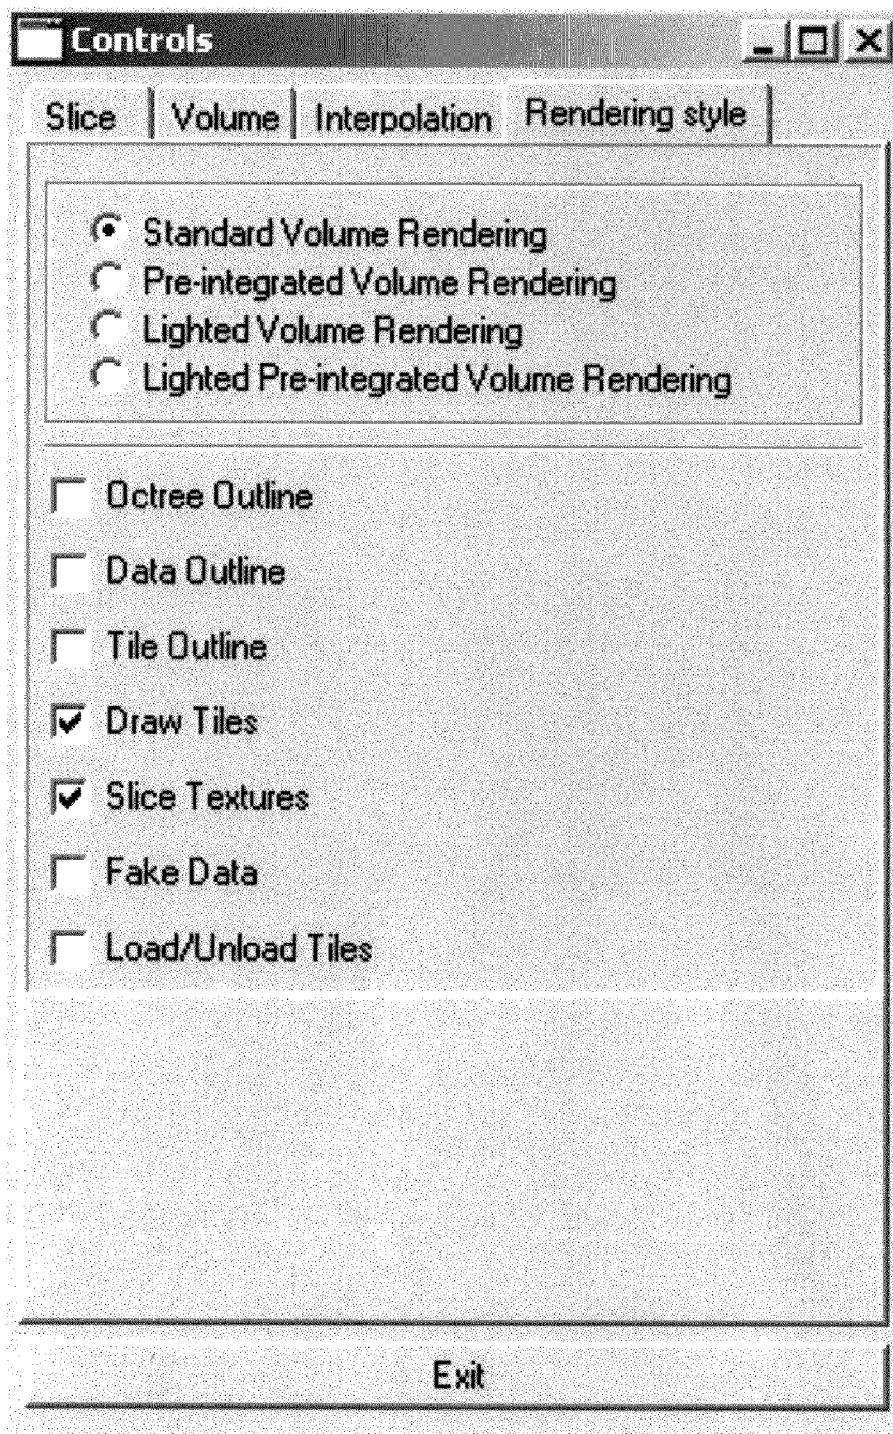 Controls
Slice Volume Interpolation Rendering style
Standard Volume Rendering
Pre-integrated Volume Rendering
Lighted Volume Rendering
Lighted Pre-integrated Volume Rendering
Octree Outline
Data Outline
Tile Outline
Draw Tiles
Slice Textures
Fake Data
Load/Unload Tiles
Exit